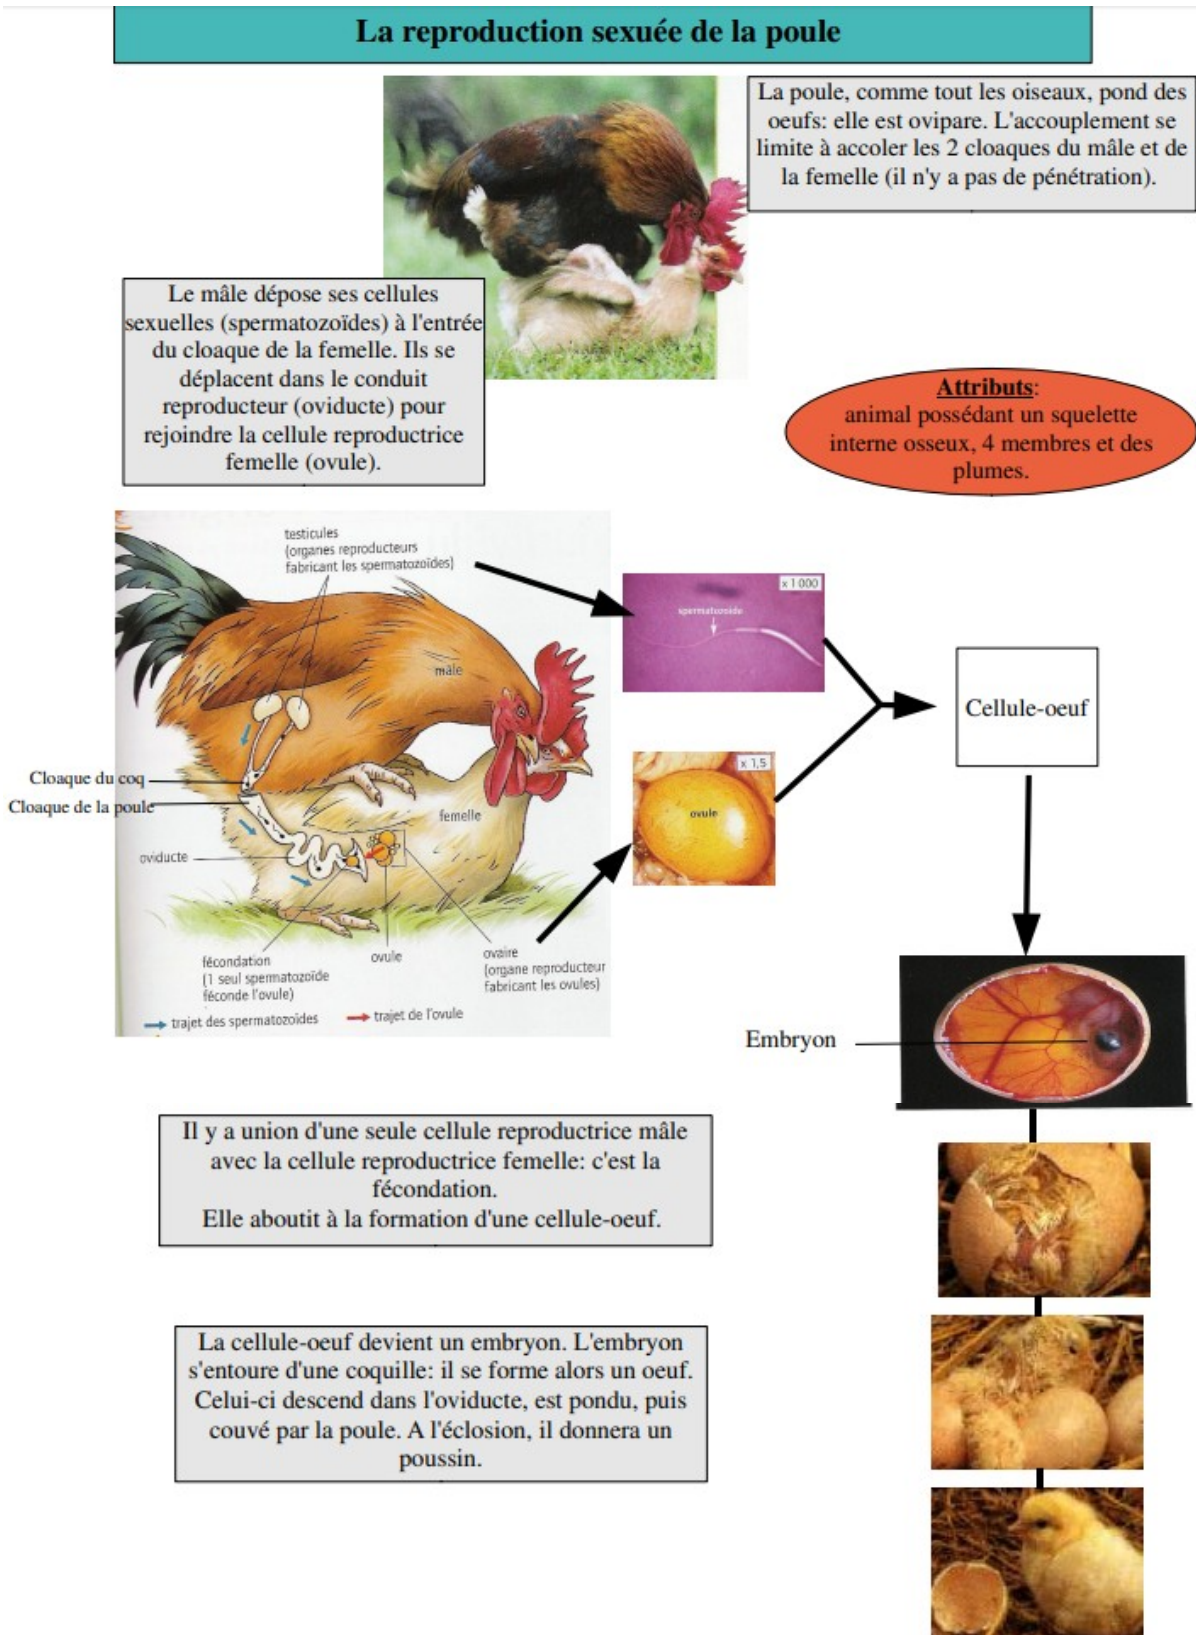 La reproduction sexuée de la poule
La poule, comme tout les oiseaux, pond des
oeufs: elle est ovipare. L'accouplement se
limite à accoler les 2 cloaques du mâle et de
la femelle (il n'y a pas de pénétration).
Le mâle dépose ses cellules
sexuelles (spermatozoïdes) à l'entrée
du cloaque de la femelle. Ils se
déplacent dans le conduit
reproducteur (oviducte) pour
rejoindre la cellule reproductrice
femelle (ovule).
Attributs:
animal possédant un squelette
interne osseux, 4 membres et des
plumes.
testicules
(organes reproducteurs
fabricant les spermatozoïdes)
mâle
Cloaque du coq
Cloaque de la poule
femelle
oviducte
fécondation
(1 seul spermatozoïde
féconde l'ovule)
ovule
ovaire
(organe reproducteur
fabricant les ovules)
trajet des spermatozoïdes
trajet de l'ovule
x 1 000
spermatozoïde
x 1,5
ovule
Cellule-oeuf
Embryon
Il y a union d'une seule cellule reproductrice mâle
avec la cellule reproductrice femelle: c'est la
fécondation.
Elle aboutit à la formation d'une cellule-oeuf.
La cellule-oeuf devient un embryon. L'embryon
s'entoure d'une coquille: il se forme alors un oeuf.
Celui-ci descend dans l'oviducte, est pondu, puis
couvé par la poule. A l'éclosion, il donnera un
poussin.